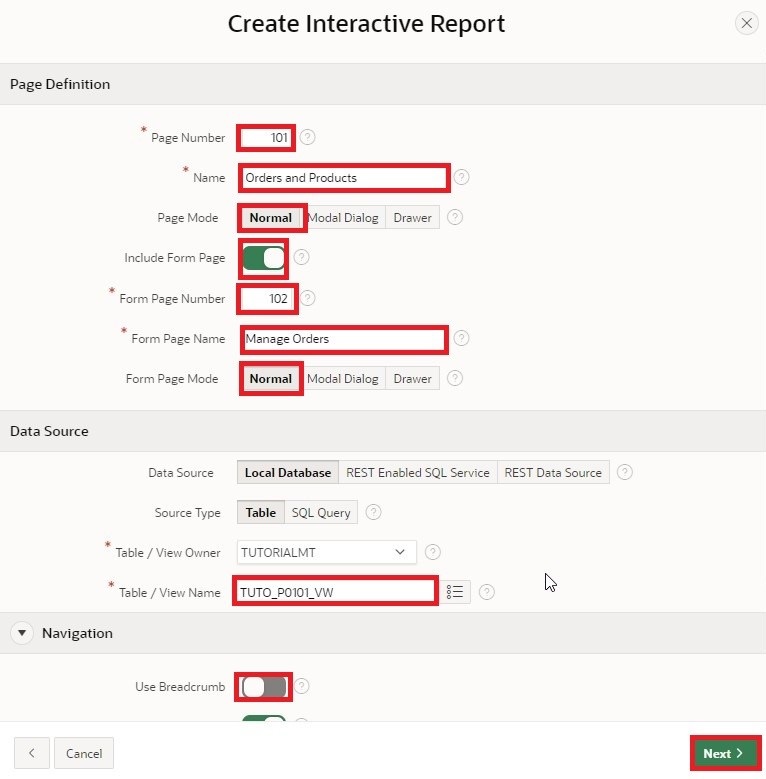 Create Interactive Report
Page Definition
* Page Number 101 ?
* Name Orders and Products ?
Page Mode Normal Modal Dialog Drawer ?
Include Form Page ?
* Form Page Number 102 ?
* Form Page Name Manage Orders ?
Form Page Mode Normal Modal Dialog Drawer ?
Data Source
Data Source Local Database REST Enabled SQL Service REST Data Source ?
Source Type Table SQL Query ?
* Table / View Owner TUTORIALMT ?
* Table / View Name TUTO_P0101_VW ?
Navigation
Use Breadcrumb ?
Cancel Next